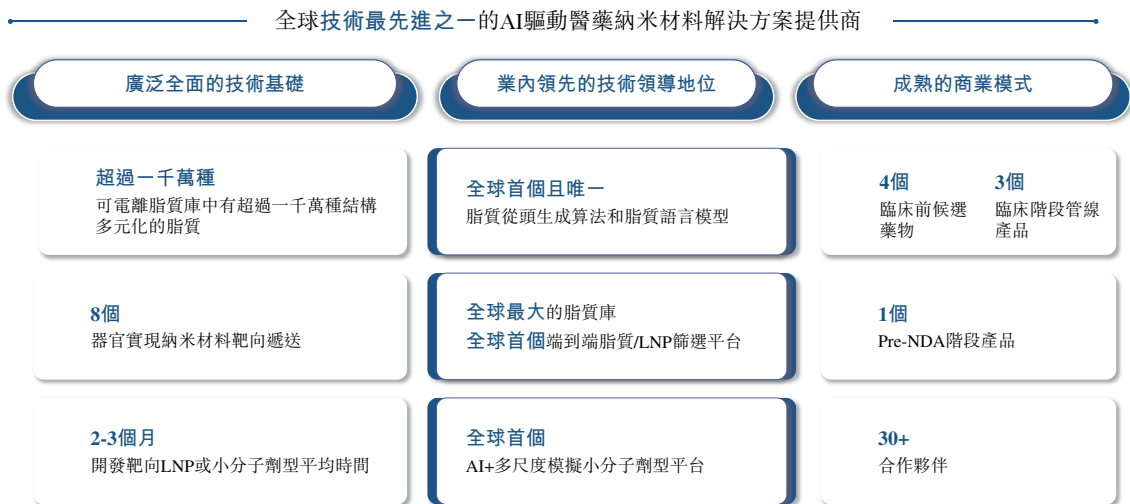 全球技術最先進之一的AI驅動醫藥納米材料解決方案提供商
廣泛全面的技術基礎
超過一千萬種
可電離脂質庫中有超過一千萬種結構
多元化的脂質
8個
器官實現納米材料靶向遞送
2-3個月
開發靶向LNP或小分子劑型平均時間
業內領先的技術領導地位
全球首個且唯一
脂質從頭生成算法和脂質語言模型
全球最大的脂質庫
全球首個端到端脂質/LNP篩選平台
全球首個
AI+多尺度模擬小分子劑型平台
成熟的商業模式
4個
臨床前候選
藥物
3個
臨床階段管線
產品
1個
Pre-NDA階段產品
30+
合作夥伴